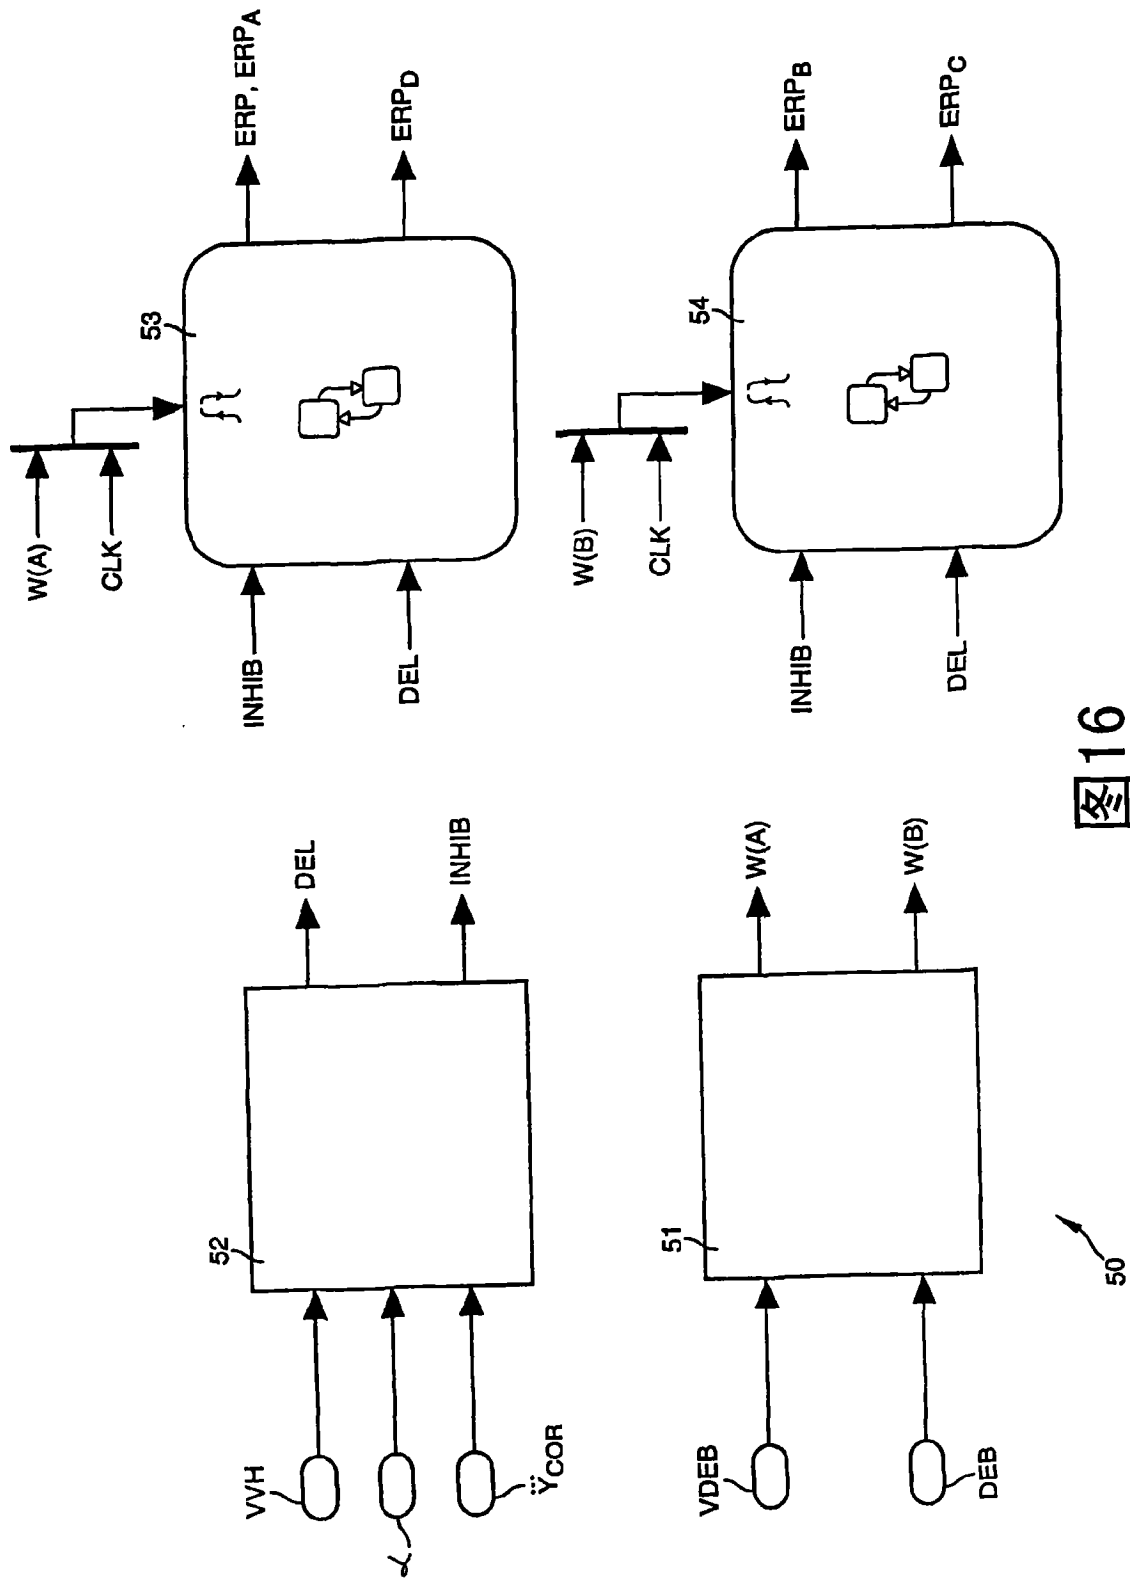 VVH
α
Y⃛COR
52
DEL
INHIB
W(A)
CLK
INHIB
DEL
53
ERP, ERPA
ERPD
VDEB
DEB
51
W(A)
W(B)
W(B)
CLK
INHIB
DEL
54
ERPB
ERPC
50
图16